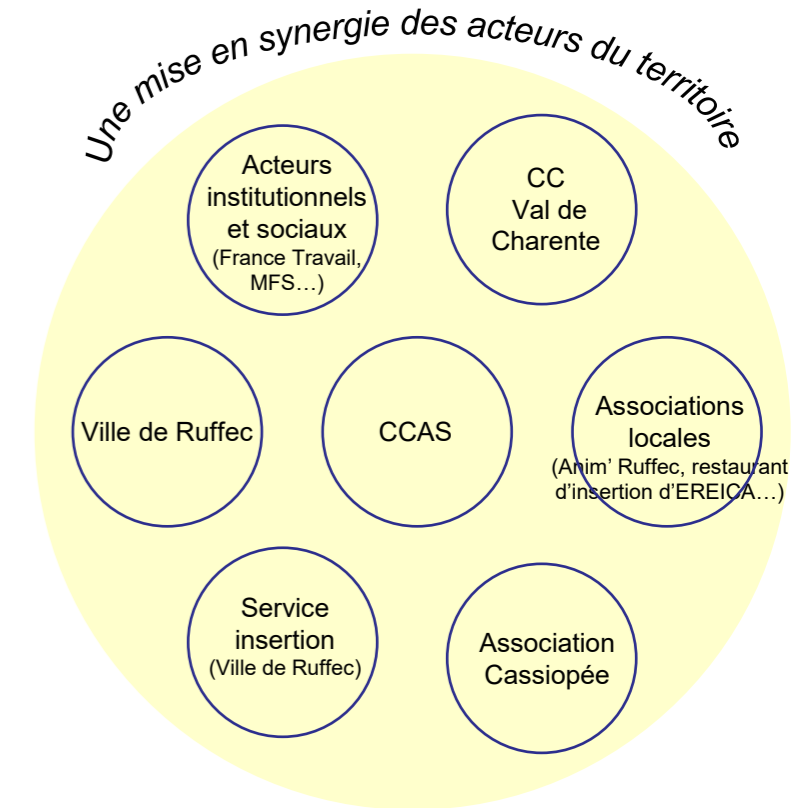 Une mise en synergie des acteurs du territoire
Acteurs
institutionnels
et sociaux
(France Travail,
MFS…)
CC
Val de
Charente
Ville de Ruffec
CCAS
Associations
locales
(Anim’ Ruffec, restaurant
d’insertion d’EREICA…)
Service
insertion
(Ville de Ruffec)
Association
Cassiopée